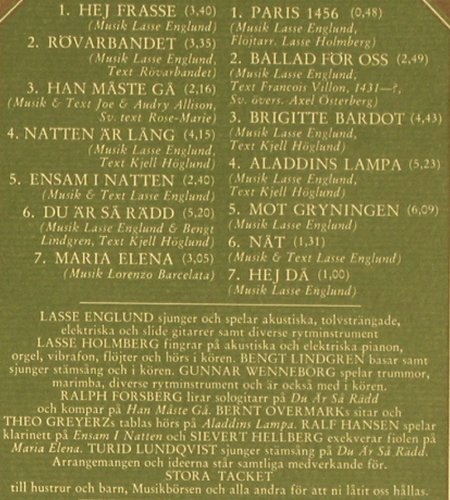 1. HEJ FRASSE (3,40)
(Musik Lasse Englund)
2. RÖVARBANDET (3,35)
(Musik Lasse Englund,
Text Rövarbandet)
3. HAN MÅSTE GÅ (2,16)
(Musik & Text Joe & Audry Allison,
Sv. text Rose-Marie)
4. NATTEN ÄR LÅNG (4,15)
(Musik Lasse Englund,
Text Kjell Höglund)
5. ENSAM I NATTEN (2,40)
(Musik & Text Lasse Englund)
6. DU ÄR SÅ RÄDD (5,20)
(Musik Lasse Englund & Bengt
Lindgren, Text Kjell Höglund)
7. MARIA ELENA (3,05)
(Musik Lorenzo Barcelata)
1. PARIS 1456 (0,48)
(Musik Lasse Englund,
Flöjtarr. Lasse Holmberg)
2. BALLAD FÖR OSS (2,49)
(Musik Lasse Englund,
Text Francois Villon, 1431—?,
Sv. övers. Axel Österberg)
3. BRIGITTE BARDOT (4,43)
(Musik Lasse Englund,
Text Kjell Höglund)
4. ALADDINS LAMPA (5,23)
(Musik Lasse Englund,
Text Kjell Höglund)
5. MOT GRYNINGEN (6,09)
(Musik Lasse Englund)
6. NÄT (1,31)
(Musik & Text Lasse Englund)
7. HEJ DÅ (1,00)
(Musik Lasse Englund)
LASSE ENGLUND sjunger och spelar akustiska, tolvsträngade,
elektriska och slide gitarrer samt diverse rytminstrument
LASSE HOLMBERG fingrar på akustiska och elektriska pianon,
orgel, vibrafon, flöjter och hörs i kören. BENGT LINDGREN basar samt
sjunger stämsång och i kören. GUNNAR WENNEBORG spelar trummor,
marimba, diverse rytminstrument och är också med i kören.
RALPH FORSBERG lirar sologitarr på Du Är Så Rädd
och kompar på Han Måste Gå. BERNT ÖVERMARKs sitar och
THEO GREYERZs tablas hörs på Aladdins Lampa. RALF HANSEN spelar
klarinett på Ensam I Natten och SIEVERT HELLBERG exekverar fiolen på
Maria Elena. TURID LUNDQVIST sjunger stämsång på Du Är Så Rädd.
Arrangemangen och ideerna står samtliga medverkande för.
STORA TACKET
till hustrur och barn, Musikbörsen och alla andra för att ni låtit oss hållas.